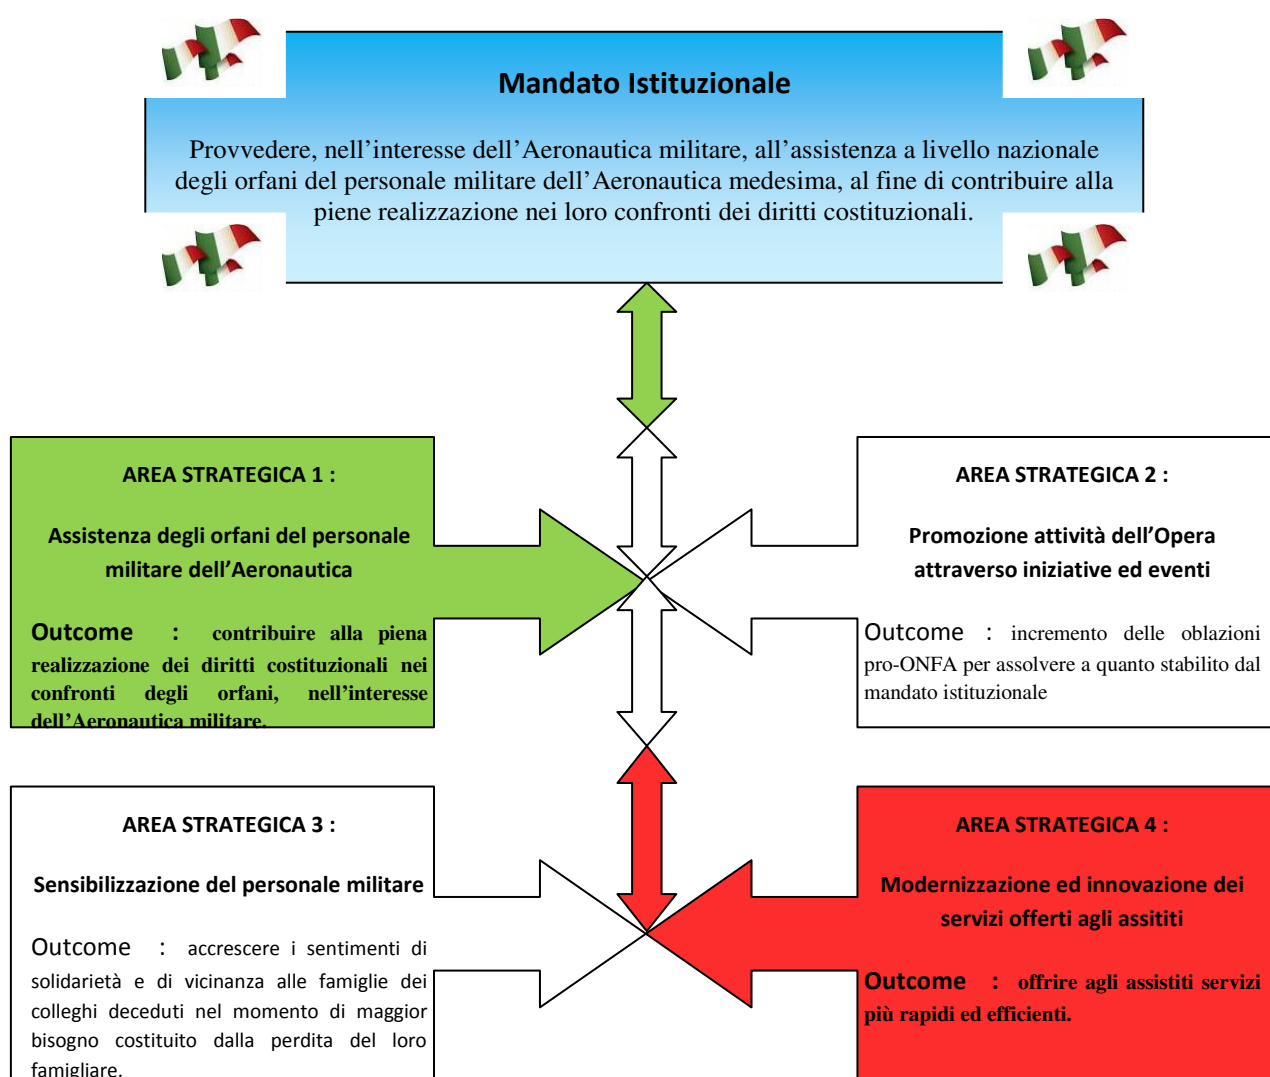 Mandato Istituzionale
Provvedere, nell’interesse dell’Aeronautica militare, all’assistenza a livello nazionale
degli orfani del personale militare dell’Aeronautica medesima, al fine di contribuire alla
piene realizzazione nei loro confronti dei diritti costituzionali.
AREA STRATEGICA 1 :
Assistenza degli orfani del personale
militare dell’Aeronautica
Outcome : contribuire alla piena
realizzazione dei diritti costituzionali nei
confronti degli orfani, nell’interesse
dell’Aeronautica militare.
AREA STRATEGICA 2 :
Promozione attività dell’Opera
attraverso iniziative ed eventi
Outcome : incremento delle oblazioni
pro-ONFA per assolvere a quanto stabilito dal
mandato istituzionale
AREA STRATEGICA 3 :
Sensibilizzazione del personale militare
Outcome : accrescere i sentimenti di
solidarietà e di vicinanza alle famiglie dei
colleghi deceduti nel momento di maggior
bisogno costituito dalla perdita del loro
famigliare.
AREA STRATEGICA 4 :
Modernizzazione ed innovazione dei
servizi offerti agli assititi
Outcome : offrire agli assistiti servizi
più rapidi ed efficienti.